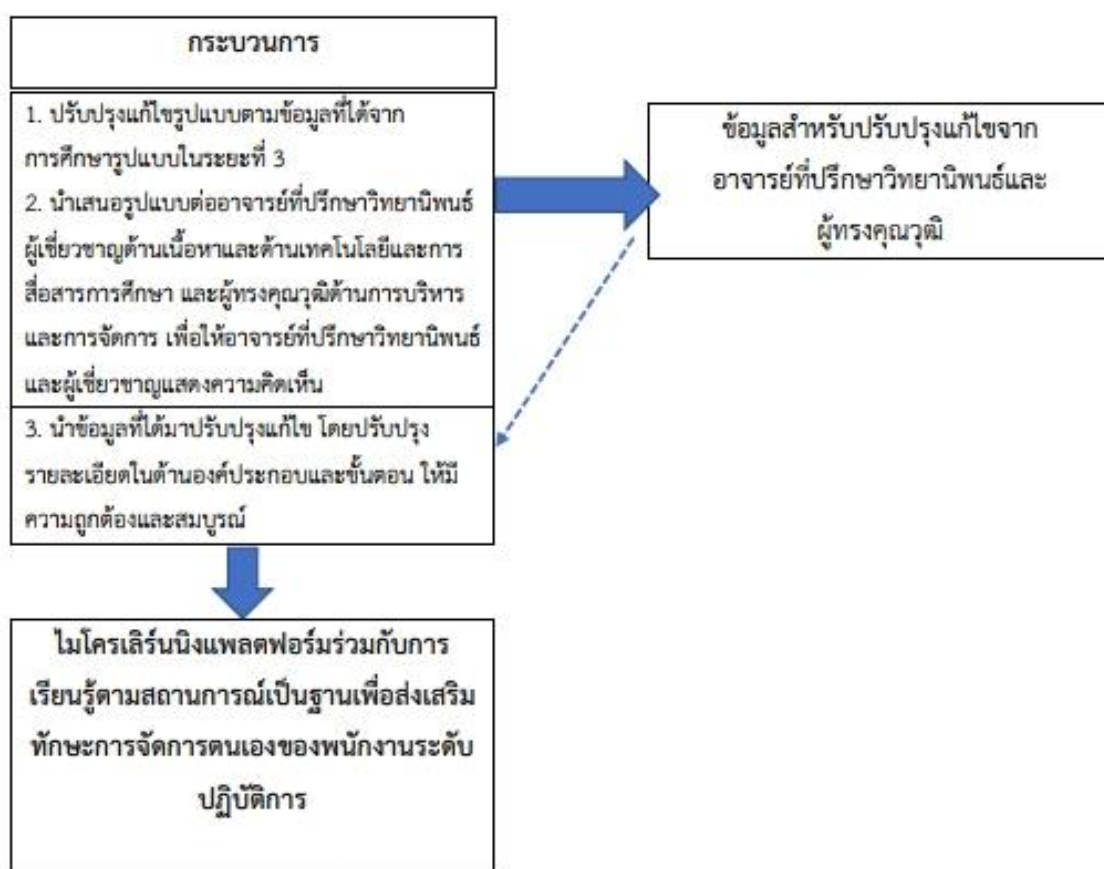 กระบวนการ
1. ปรับปรุงแก้ไขรูปแบบตามข้อมูลที่ได้จาก
การศึกษารูปแบบในระยะที่ 3
2. นำเสนอรูปแบบต่ออาจารย์ที่ปรึกษาวิทยานิพนธ์
ผู้เชี่ยวชาญด้านเนื้อหาและด้านเทคโนโลยีและการ
สื่อสารการศึกษา และผู้ทรงคุณวุฒิด้านการบริหาร
และการจัดการ เพื่อให้อาจารย์ที่ปรึกษาวิทยานิพนธ์
และผู้เชี่ยวชาญแสดงความคิดเห็น
3. นำข้อมูลที่ได้มาปรับปรุงแก้ไข โดยปรับปรุง
รายละเอียดในด้านองค์ประกอบและขั้นตอน ให้มี
ความถูกต้องและสมบูรณ์
ข้อมูลสำหรับปรับปรุงแก้ไขจาก
อาจารย์ที่ปรึกษาวิทยานิพนธ์และ
ผู้ทรงคุณวุฒิ
ไมโครเลิร์นนิงแพลตฟอร์มร่วมกับการ
เรียนรู้ตามสถานการณ์เป็นฐานเพื่อส่งเสริม
ทักษะการจัดการตนเองของพนักงานระดับ
ปฏิบัติการ